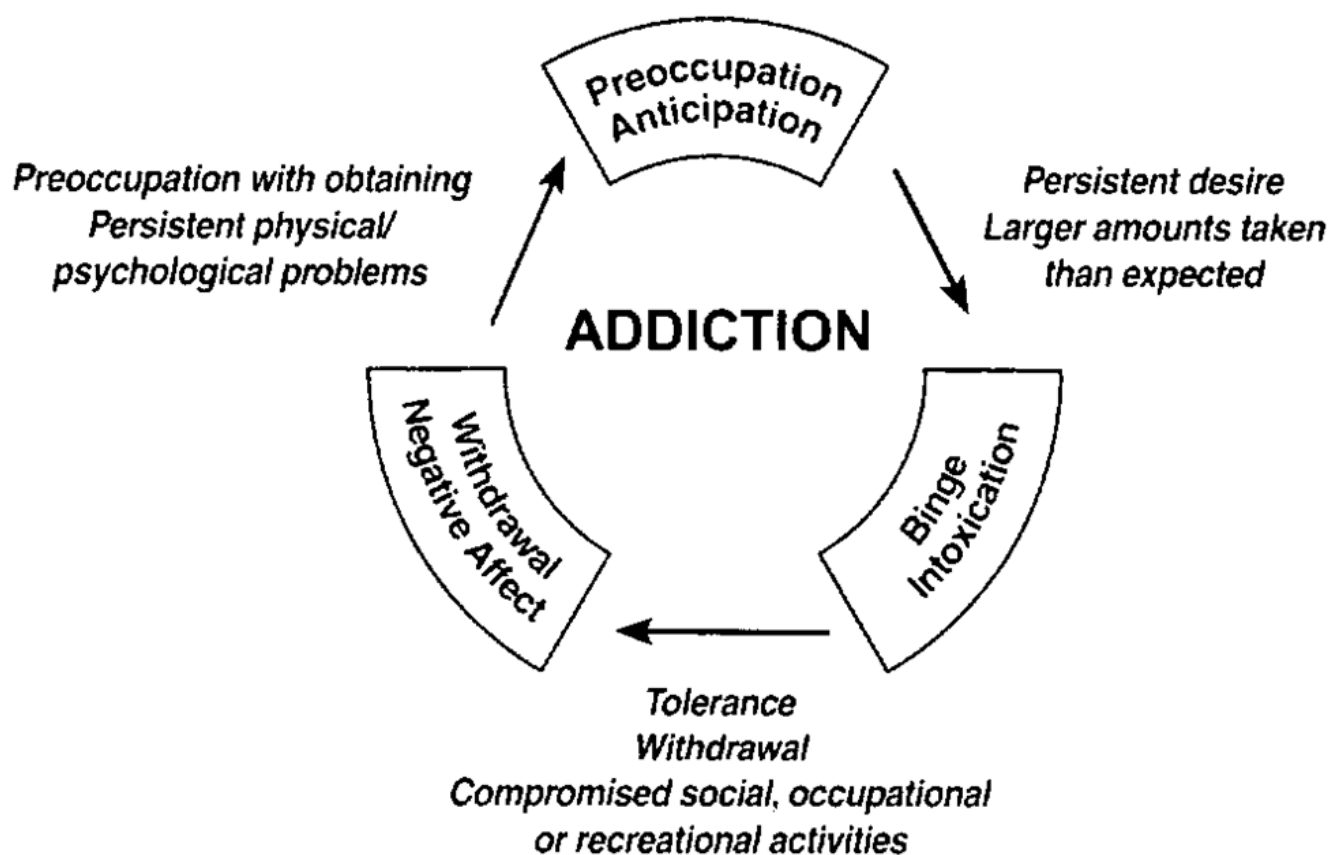 Preoccupation
Anticipation
Preoccupation with obtaining
Persistent physical/
psychological problems
Persistent desire
Larger amounts taken
than expected
ADDICTION
Withdrawal
Negative Affect
Binge
Intoxication
Tolerance
Withdrawal
Compromised social, occupational
or recreational activities